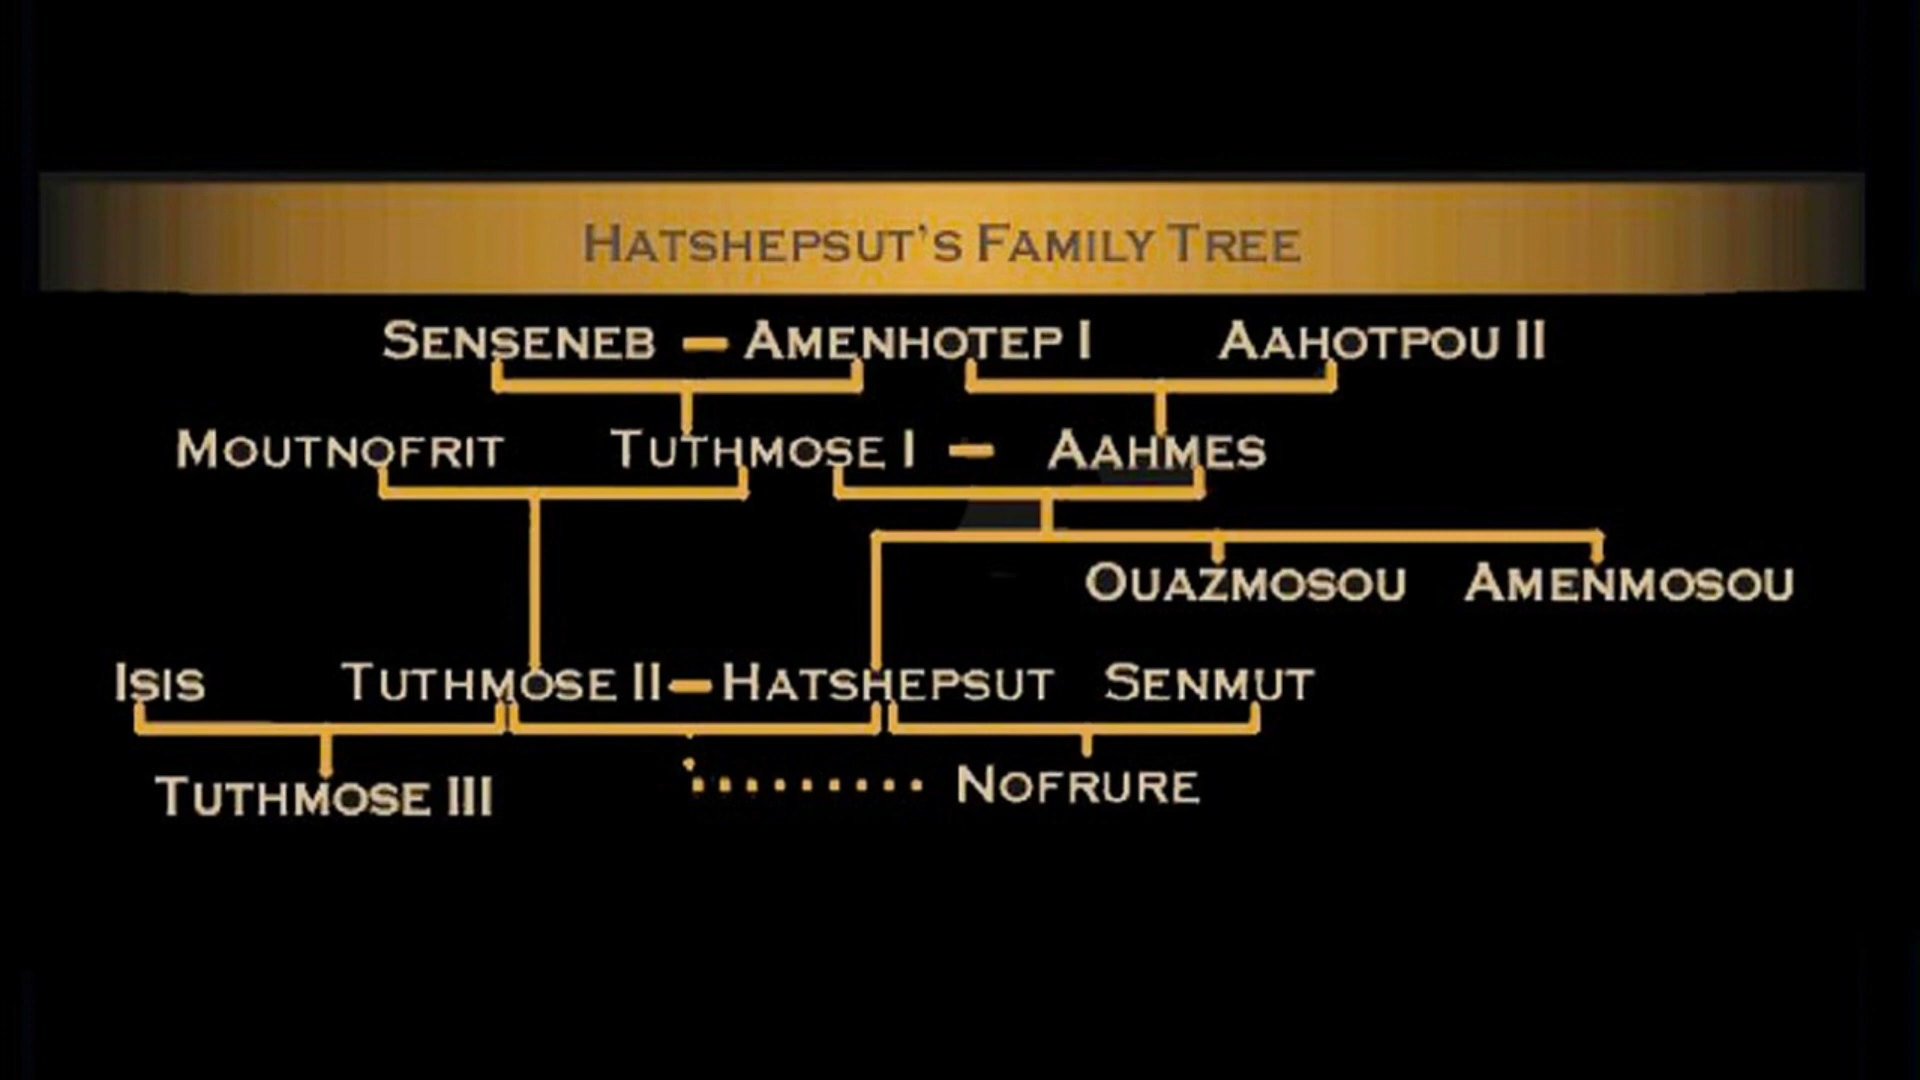 HATSHEPSUT'S FAMILY TREE
SENSENEB — AMENHOTEP I AAHOTPOU II
MOUTNOFRIT TUTHMOSE I — AAHMES
OUAZMOSOU AMENMOSOU
ISIS TUTHMOSE II — HATSHEPSUT SENMUT
TUTHMOSE III NOFRURE